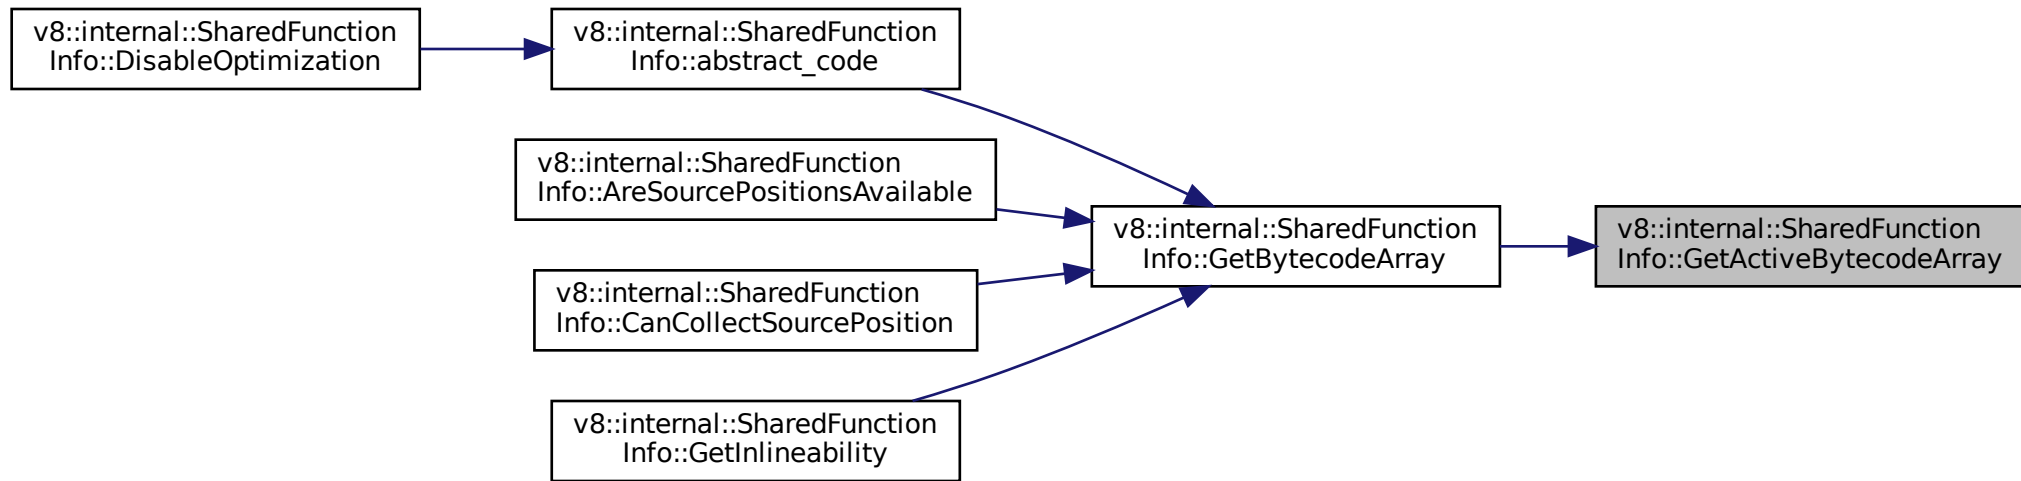 v8::internal::SharedFunction
Info::DisableOptimization
v8::internal::SharedFunction
Info::abstract_code
v8::internal::SharedFunction
Info::AreSourcePositionsAvailable
v8::internal::SharedFunction
Info::CanCollectSourcePosition
v8::internal::SharedFunction
Info::GetInlineability
v8::internal::SharedFunction
Info::GetBytecodeArray
v8::internal::SharedFunction
Info::GetActiveBytecodeArray